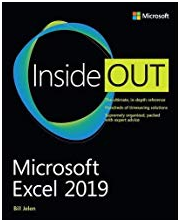 Microsoft
Inside OUT
The ultimate, in-depth reference
Hundreds of timesaving solutions
Supremely organized, packed
with expert advice
Microsoft
Excel 2019
Bill Jelen